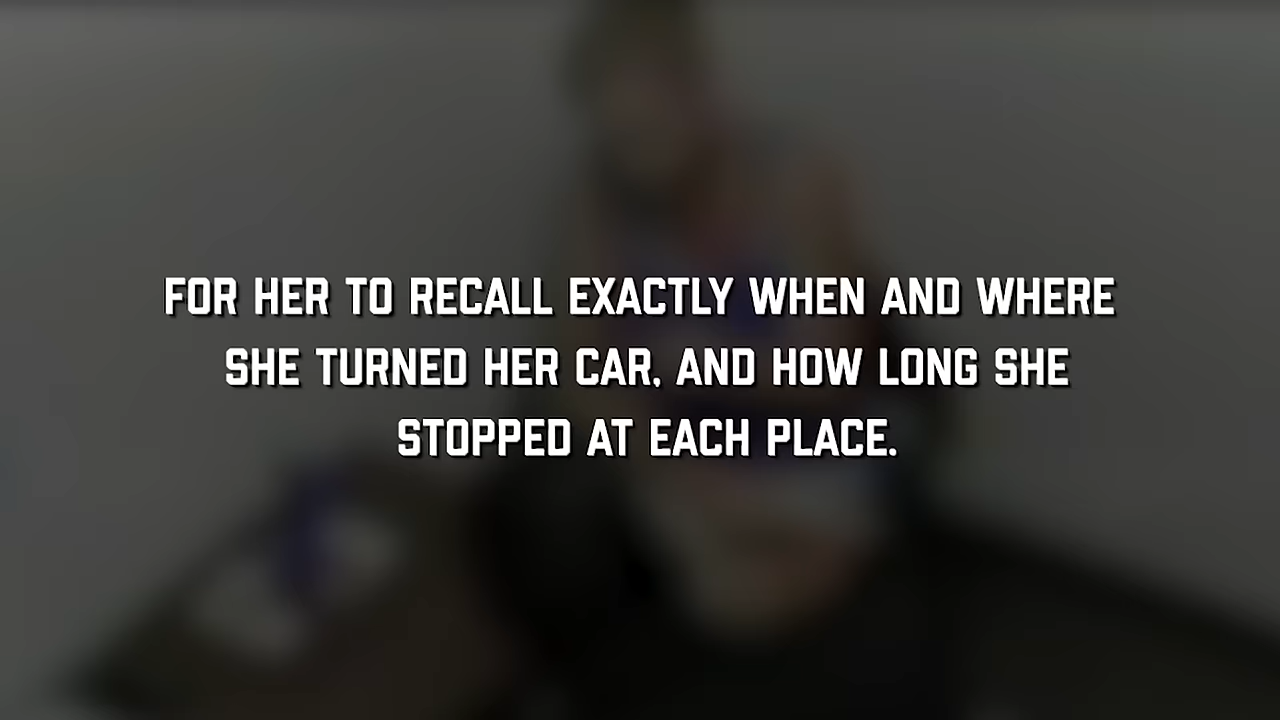 FOR HER TO RECALL EXACTLY WHEN AND WHERE
SHE TURNED HER CAR, AND HOW LONG SHE
STOPPED AT EACH PLACE.